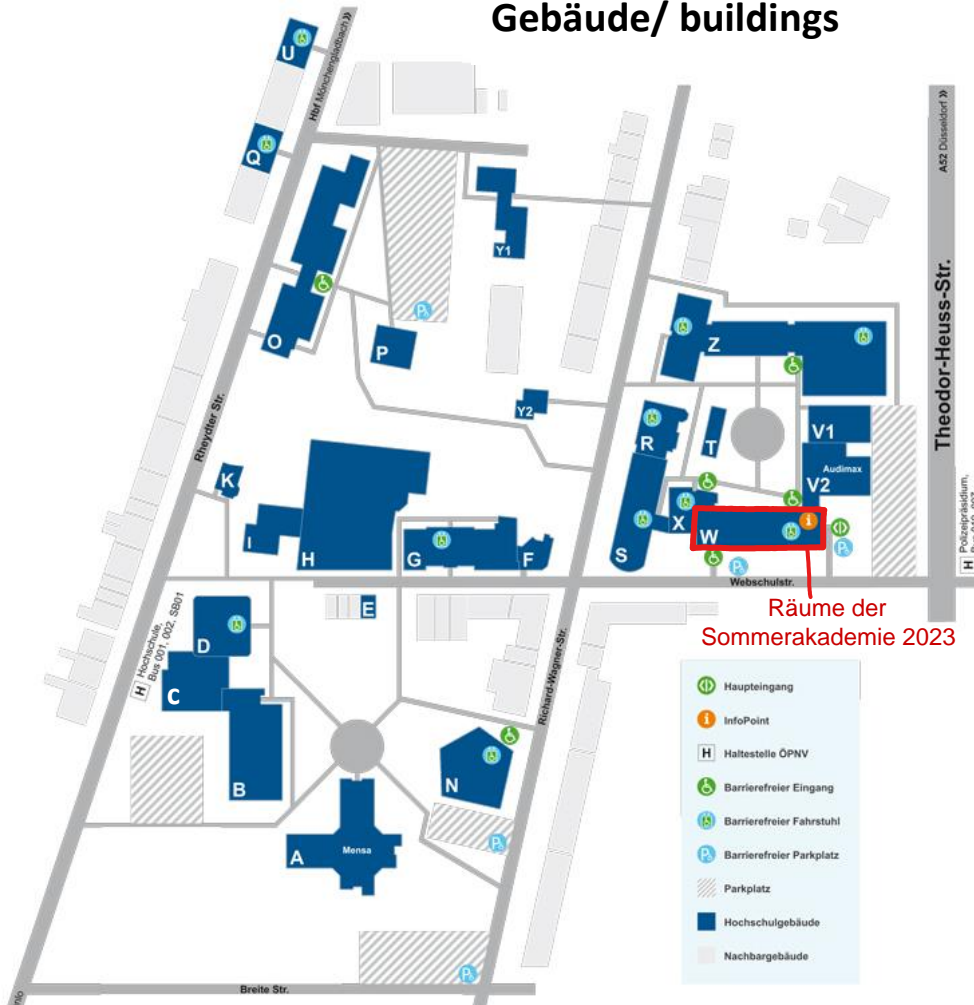 Gebäude/ buildings
U
Hbf Mönchengladbach »
Q
A52 Düsseldorf »
Y1
O
P
Z
Theodor-Heuss-Str.
Y2
Rheydter Str.
R
T
V1
Audimax
V2
K
I
H
G
F
S
X
W
H Polizeipräsidium,
Webschulstr.
Räume der
Sommerakademie 2023
E
H Hochschule,
Bus 001, 002, SB01
D
C
B
Richard-Wagner-Str.
N
A
Mensa
Breite Str.
Haupteingang
i InfoPoint
H Haltestelle ÖPNV
Barrierefreier Eingang
Barrierefreier Fahrstuhl
P Barrierefreier Parkplatz
Parkplatz
Hochschulgebäude
Nachbargebäude